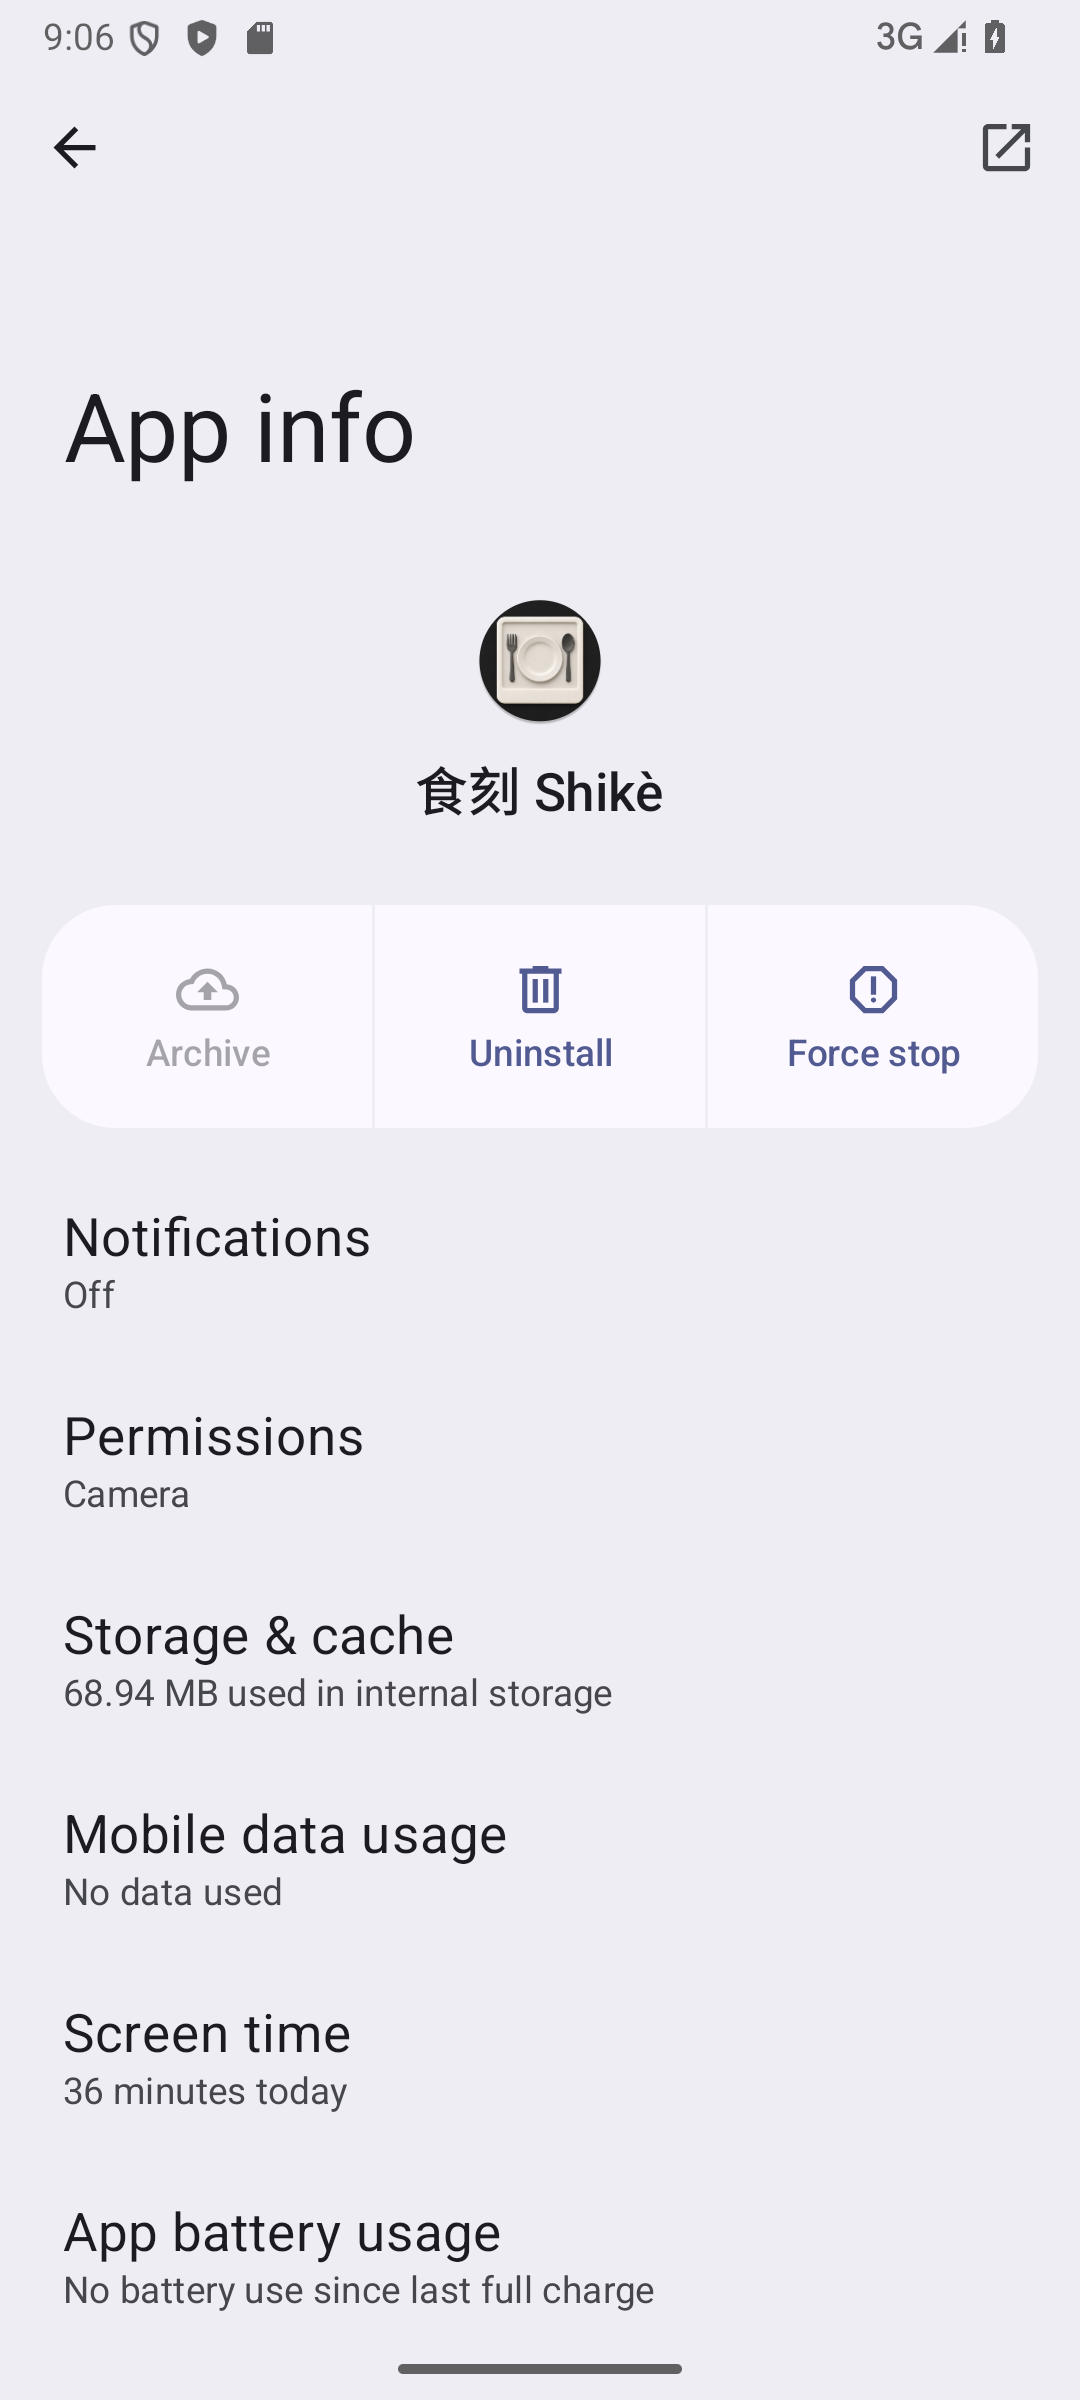 9:06
3G
App info
食刻 Shikè
Archive
Uninstall
Force stop
Notifications
Off
Permissions
Camera
Storage & cache
68.94 MB used in internal storage
Mobile data usage
No data used
Screen time
36 minutes today
App battery usage
No battery use since last full charge